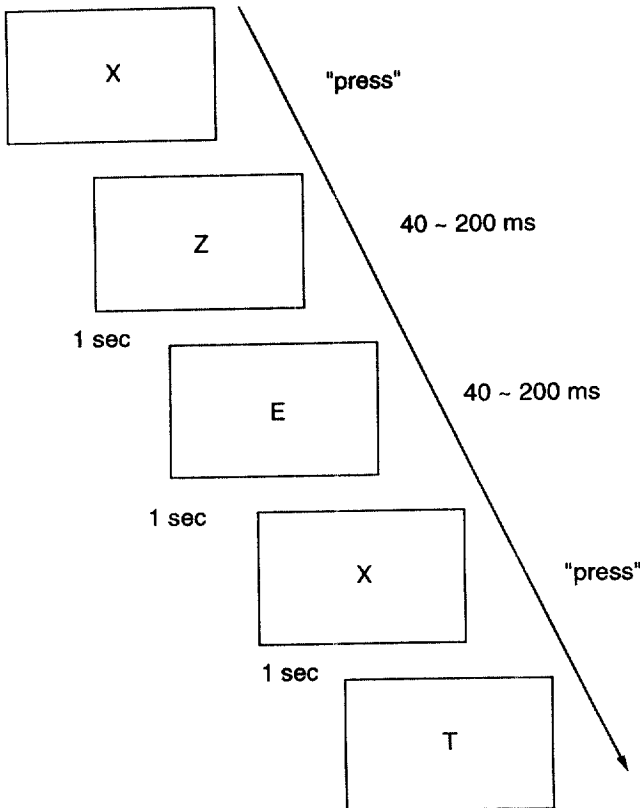 X
"press"
Z
40 ~ 200 ms
1 sec
E
40 ~ 200 ms
1 sec
X
"press"
1 sec
T